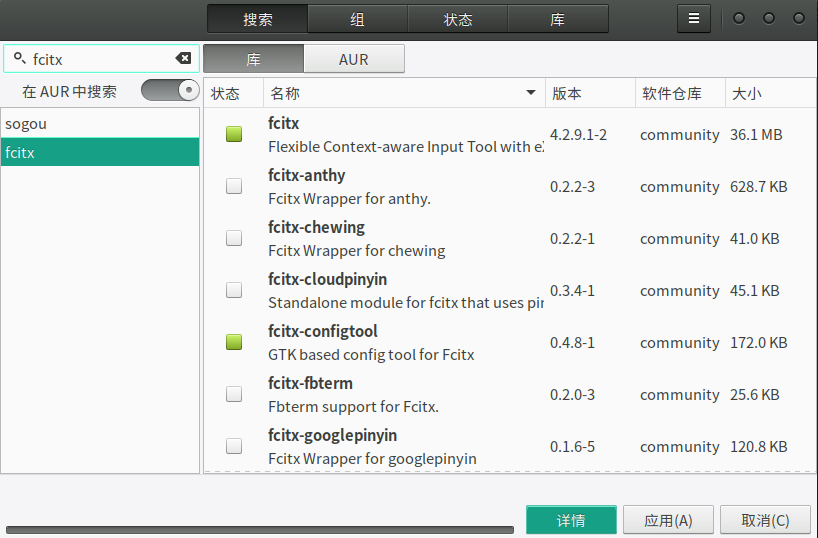 搜索 组 状态 库
fcitx
库 AUR
在 AUR 中搜索
sogou
fcitx
状态 名称 版本 软件仓库 大小
fcitx
Flexible Context-aware Input Tool with eX
4.2.9.1-2 community 36.1 MB
fcitx-anthy
Fcitx Wrapper for anthy.
0.2.2-3 community 628.7 KB
fcitx-chewing
Fcitx Wrapper for chewing
0.2.2-1 community 41.0 KB
fcitx-cloudpinyin
Standalone module for fcitx that uses pin
0.3.4-1 community 45.1 KB
fcitx-configtool
GTK based config tool for Fcitx
0.4.8-1 community 172.0 KB
fcitx-fbterm
Fbterm support for Fcitx.
0.2.0-3 community 25.6 KB
fcitx-googlepinyin
Fcitx Wrapper for googlepinyin
0.1.6-5 community 120.8 KB
详情 应用(A) 取消(C)